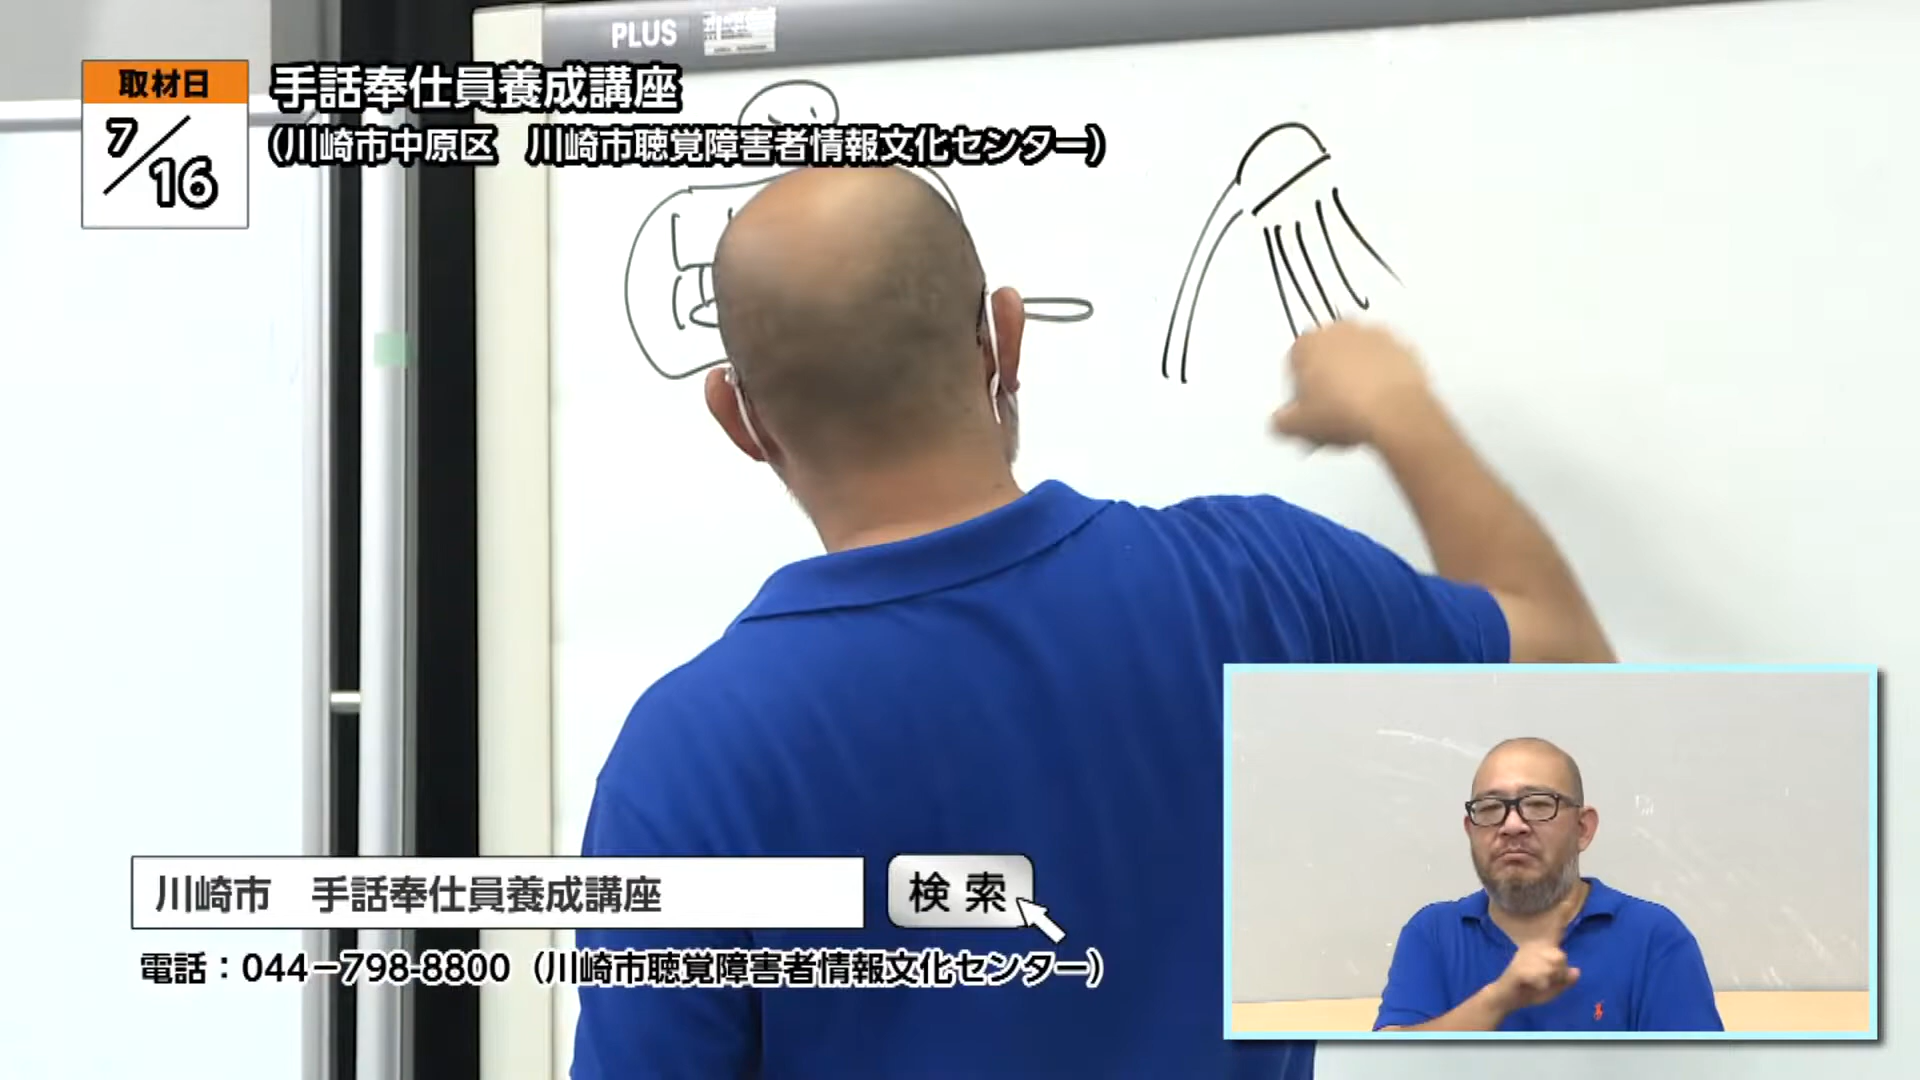 PLUS
取材日
7/16
手話奉仕員養成講座
（川崎市中原区　川崎市聴覚障害者情報文化センター）
川崎市　手話奉仕員養成講座
検索
電話：044－798-8800（川崎市聴覚障害者情報文化センター）